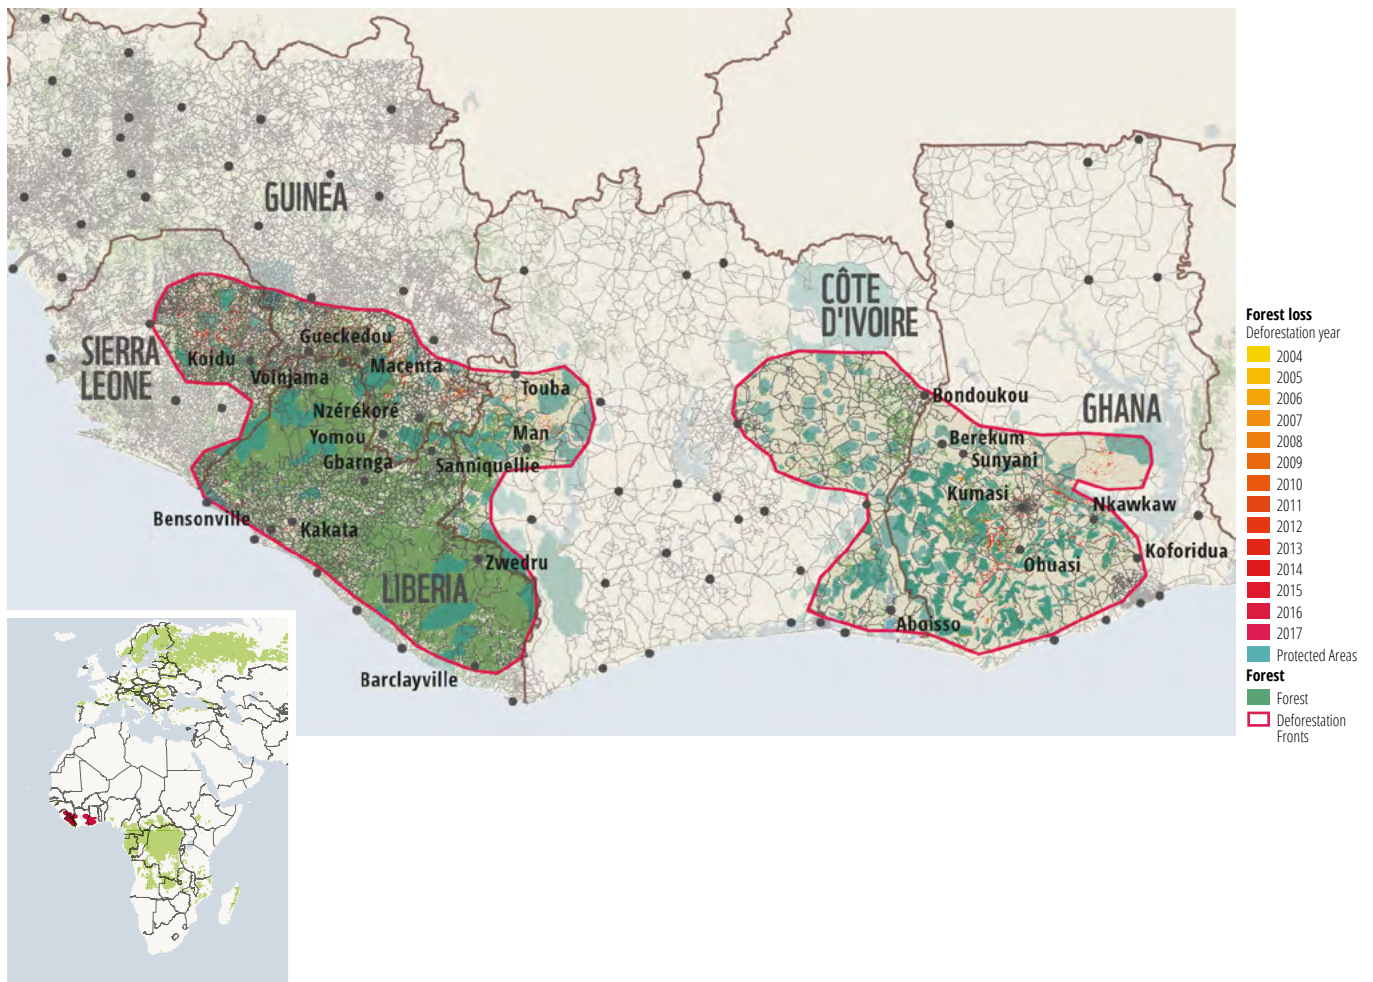 GUINEA
CÔTE
D'IVOIRE
SIERRA
LEONE
Gueckedou
Koidu
Macenta
Voinjama
Touba
Bondoukou
GHANA
Nzérékoré
Yomou
Man
Berekum
Gbarnga
Sanniquellie
Sunyani
Kumasi
Nkawkaw
Bensonville
Kakata
Koforidua
Zwedru
Obuasi
LIBERIA
Aboisso
Barclayville
Forest loss
Deforestation year
2004
2005
2006
2007
2008
2009
2010
2011
2012
2013
2014
2015
2016
2017
Protected Areas
Forest
Forest
Deforestation
Fronts